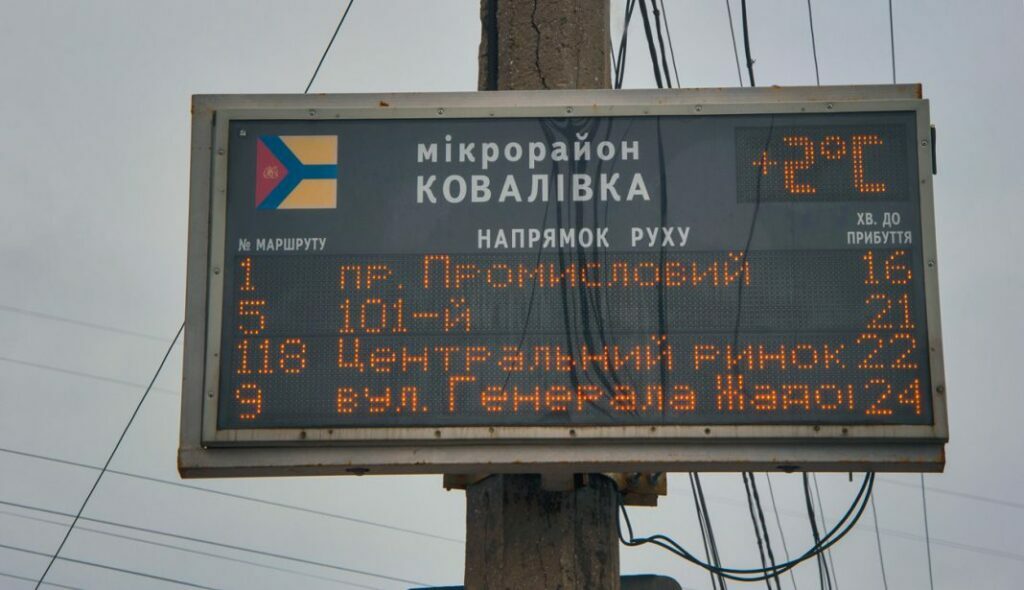 мікрорайон
КОВАЛІВКА
+2°C
№ МАРШРУТУ НАПРЯМОК РУХУ ХВ. ДО ПРИБУТТЯ
1 пр. Промисловий 16
5 101-й 21
118 Центральний ринок 22
9 вул. Генерала Жадо 24